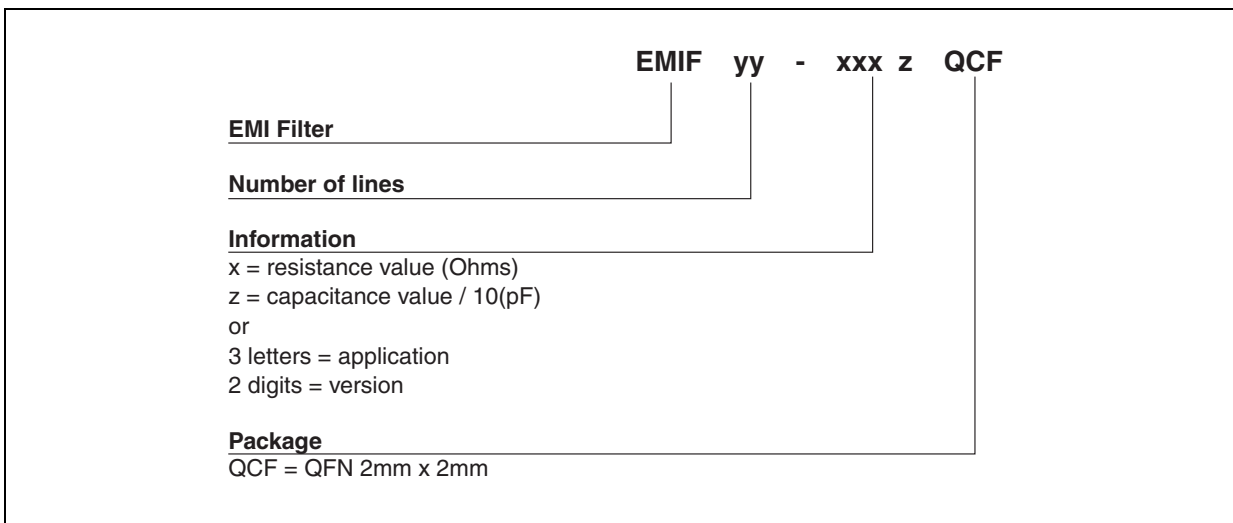 EMIF yy - xxx z QCF
EMI Filter
Number of lines
Information
x = resistance value (Ohms)
z = capacitance value / 10(pF)
or
3 letters = application
2 digits = version
Package
QCF = QFN 2mm x 2mm